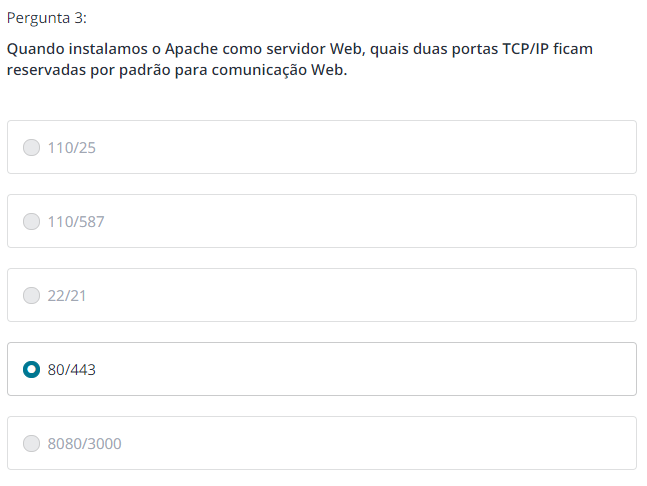 Pergunta 3:
Quando instalamos o Apache como servidor Web, quais duas portas TCP/IP ficam
reservadas por padrão para comunicação Web.
110/25
110/587
22/21
80/443
8080/3000